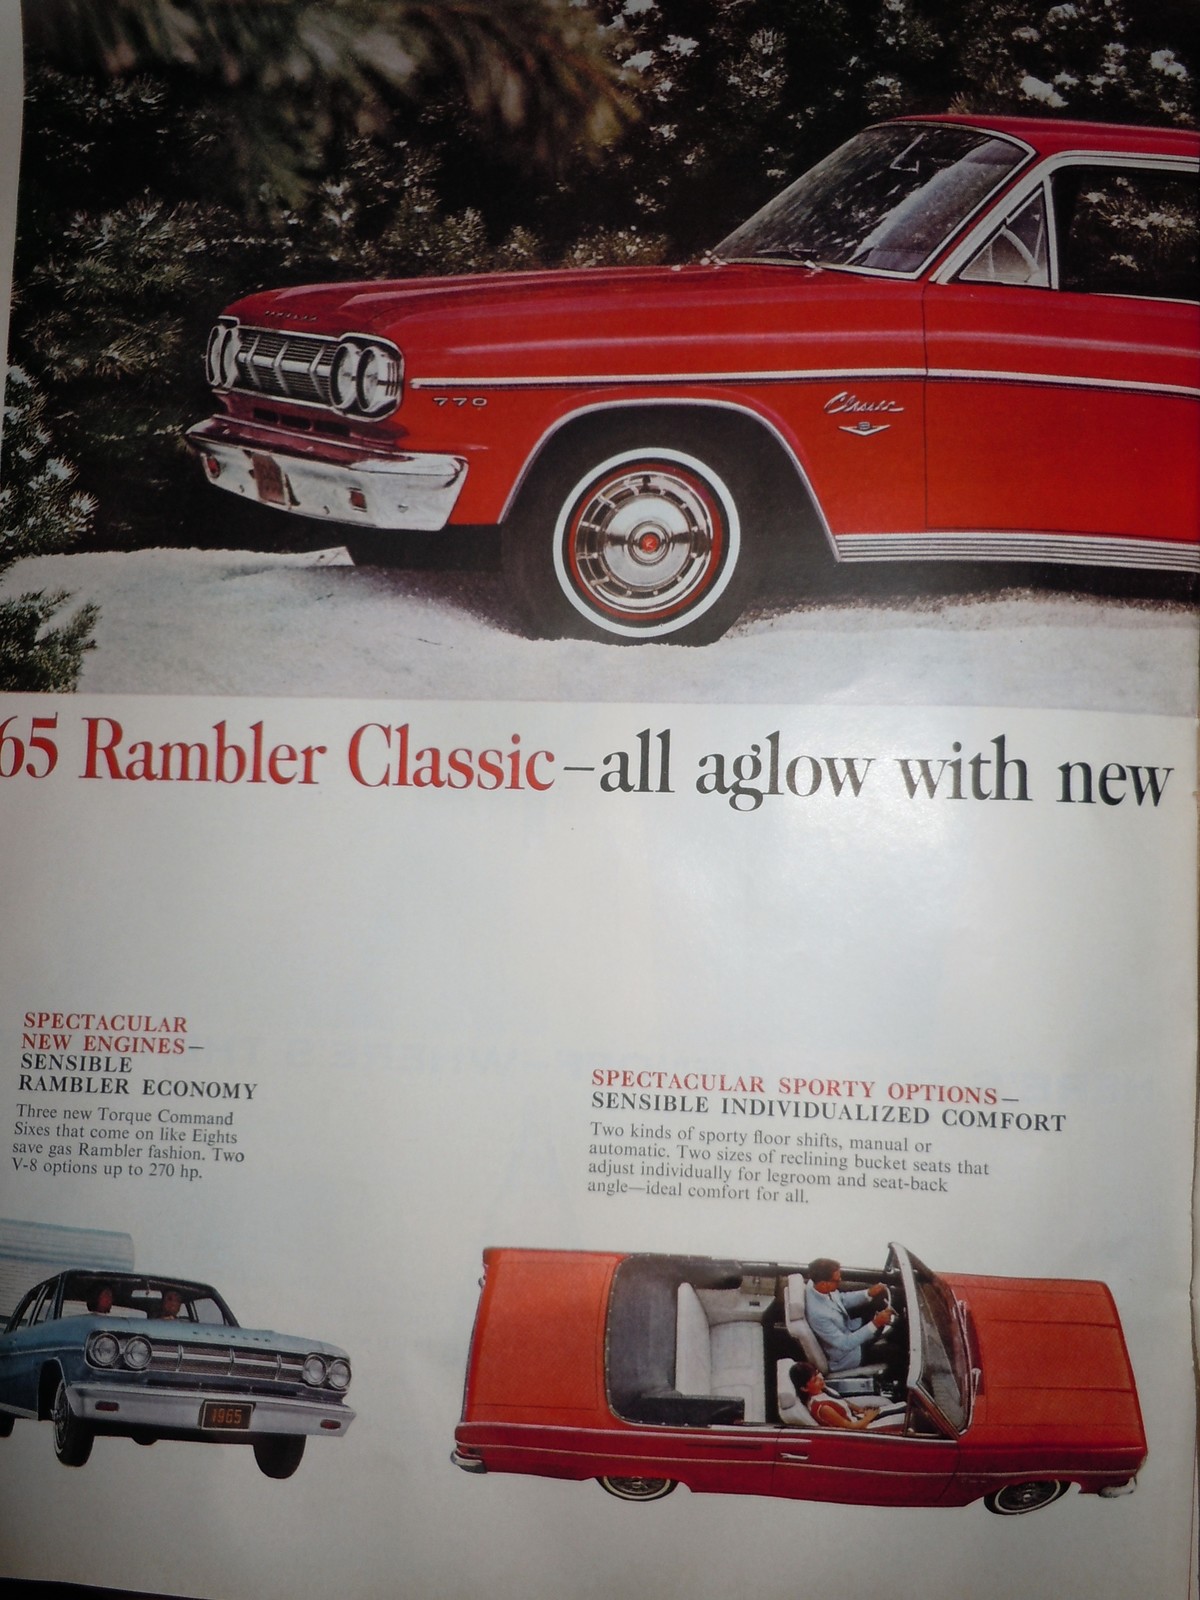 RAMBLER
770
Classic
8
65 Rambler Classic–all aglow with new
SPECTACULAR
NEW ENGINES—
SENSIBLE
RAMBLER ECONOMY
Three new Torque Command
Sixes that come on like Eights
save gas Rambler fashion. Two
V-8 options up to 270 hp.
SPECTACULAR SPORTY OPTIONS—
SENSIBLE INDIVIDUALIZED COMFORT
Two kinds of sporty floor shifts, manual or
automatic. Two sizes of reclining bucket seats that
adjust individually for legroom and seat-back
angle—ideal comfort for all.
1965